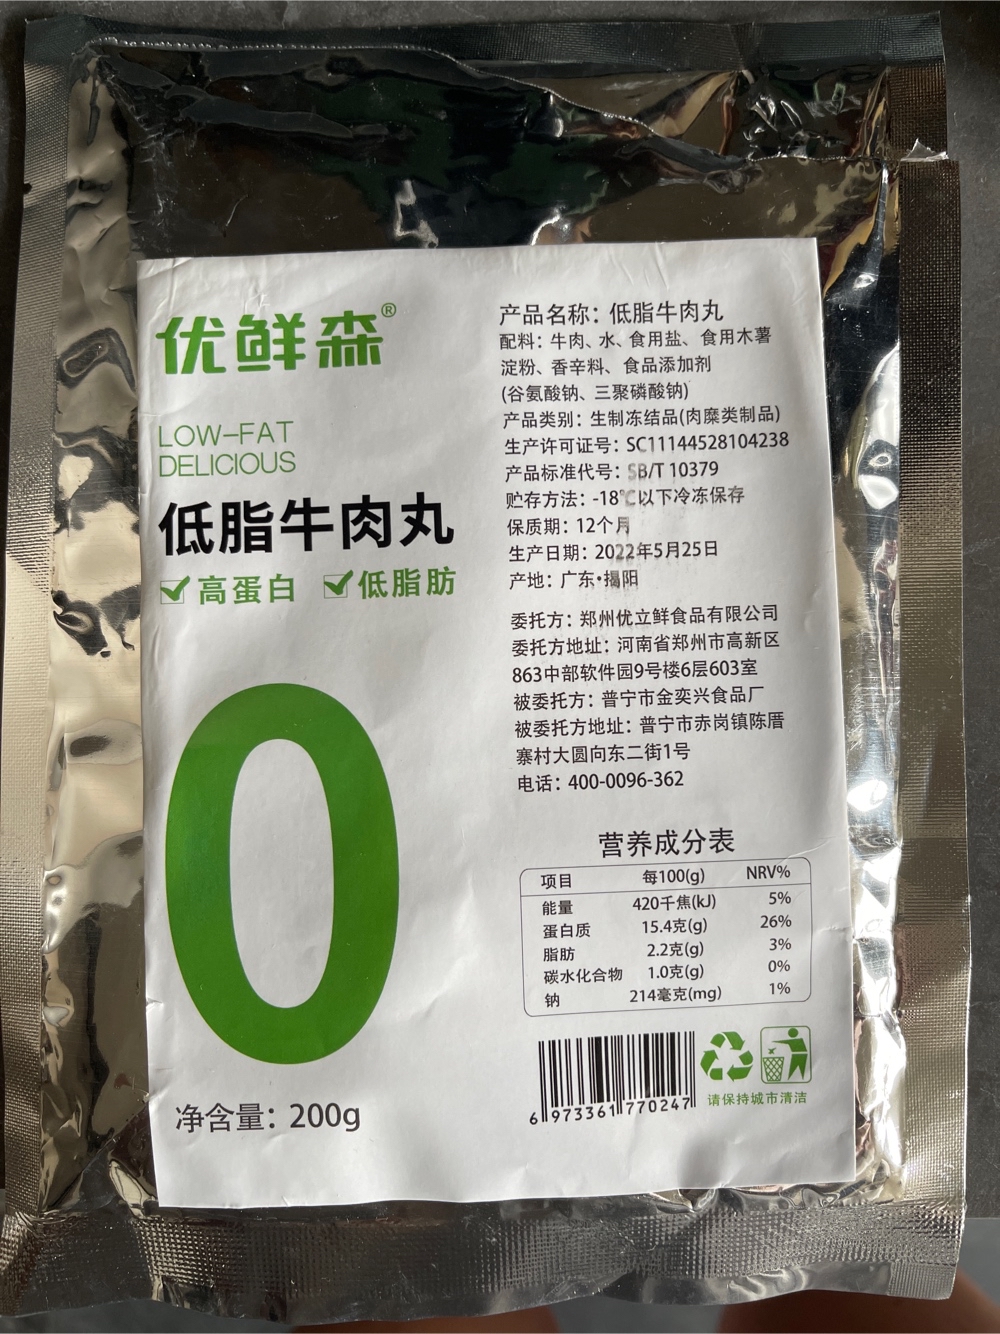 优鲜森®
LOW-FAT
DELICIOUS
低脂牛肉丸
高蛋白 低脂肪
0
净含量：200g
产品名称：低脂牛肉丸
配料：牛肉、水、食用盐、食用木薯
淀粉、香辛料、食品添加剂
(谷氨酸钠、三聚磷酸钠)
产品类别：生制冻结品(肉糜类制品)
生产许可证号：SC11144528104238
产品标准代号：SB/T 10379
贮存方法：-18℃以下冷冻保存
保质期：12个月
生产日期：2022年5月25日
产地：广东·揭阳
委托方：郑州优立鲜食品有限公司
委托方地址：河南省郑州市高新区
863中部软件园9号楼6层603室
被委托方：普宁市金奕兴食品厂
被委托方地址：普宁市赤岗镇陈厝
寨村大圆向东二街1号
电话：400-0096-362
营养成分表
项目 每100(g) NRV%
能量 420千焦(kJ) 5%
蛋白质 15.4克(g) 26%
脂肪 2.2克(g) 3%
碳水化合物 1.0克(g) 0%
钠 214毫克(mg) 1%
6 973361 770247
请保持城市清洁